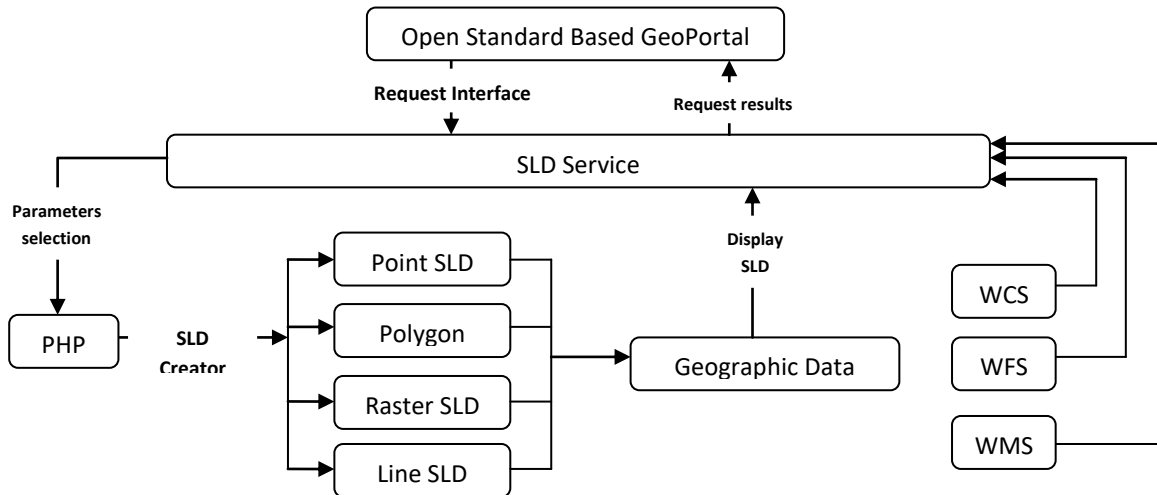 Open Standard Based GeoPortal
Request Interface
Request results
SLD Service
Parameters
selection
Display
SLD
Point SLD
Polygon
Raster SLD
Line SLD
PHP
SLD
Creator
Geographic Data
WCS
WFS
WMS